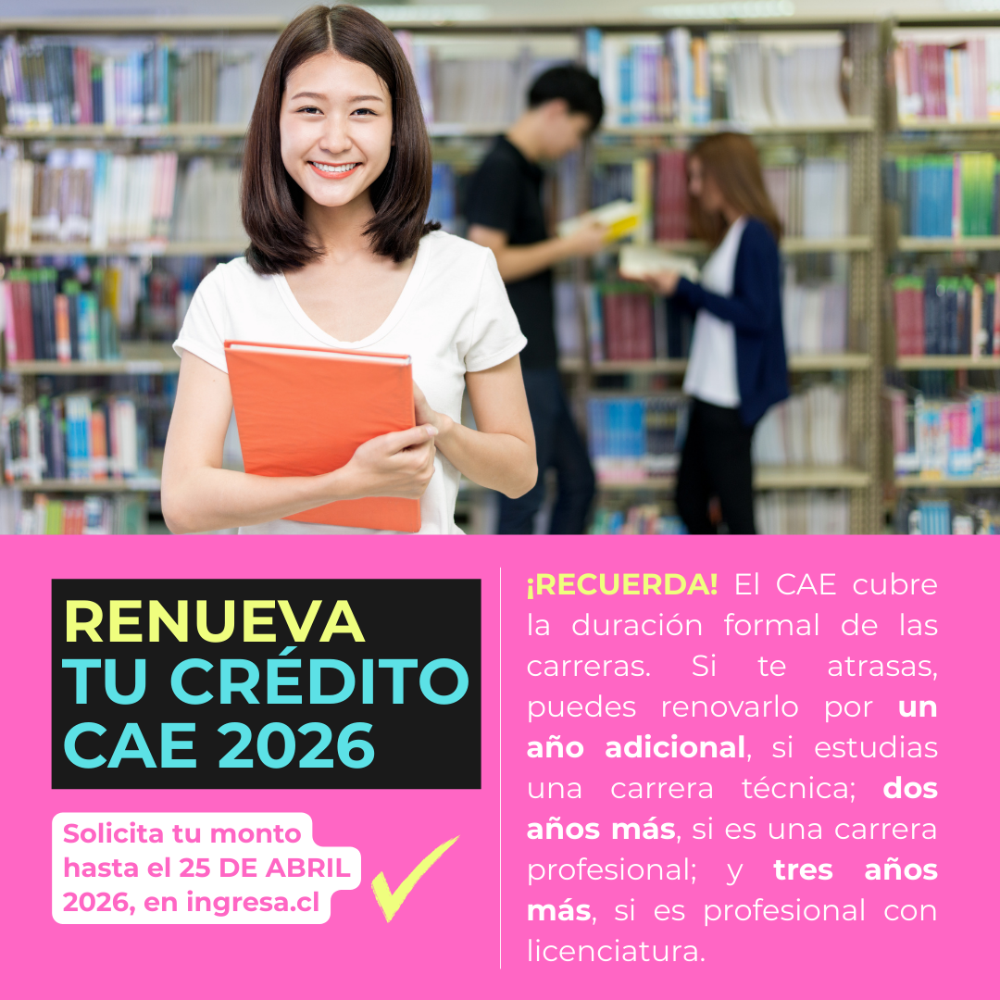 RENUEVA
TU CRÉDITO
CAE 2026
Solicita tu monto
hasta el 25 DE ABRIL
2026, en ingresa.cl
¡RECUERDA! El CAE cubre
la duración formal de las
carreras. Si te atrasas,
puedes renovarlo por un
año adicional, si estudias
una carrera técnica; dos
años más, si es una carrera
profesional; y tres años
más, si es profesional con
licenciatura.